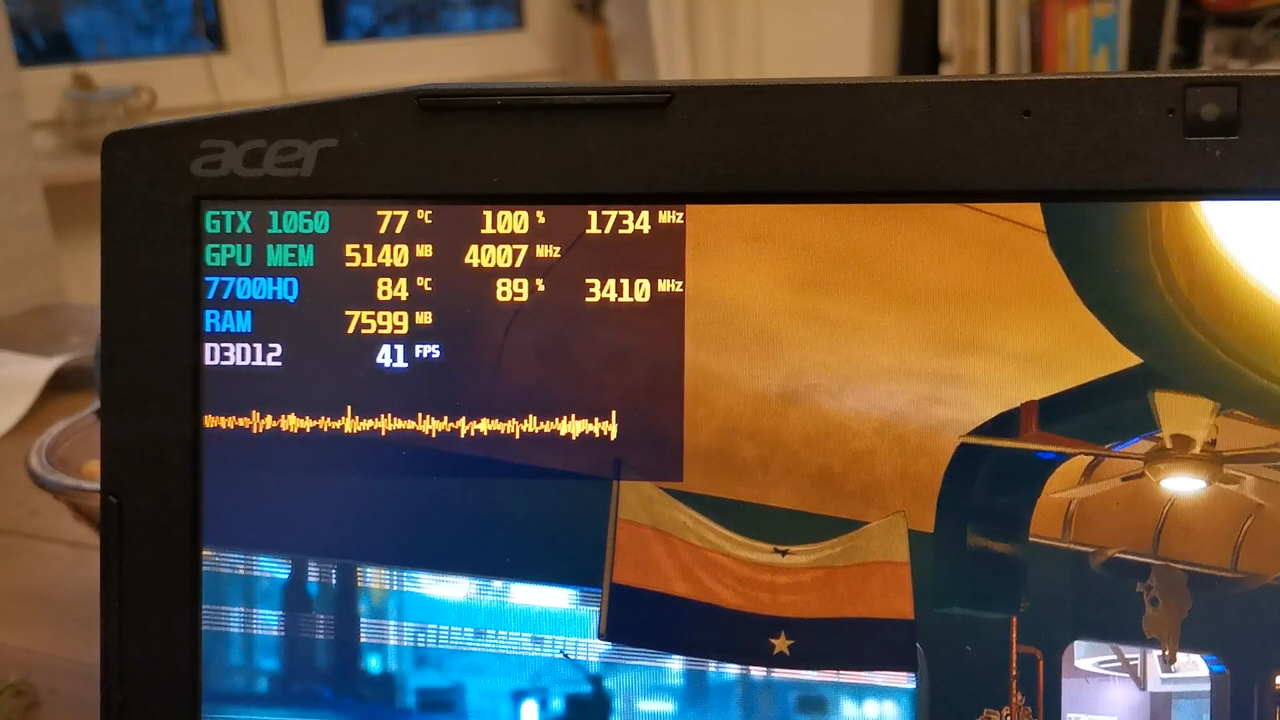 acer
GTX 1060 77 °C 100 % 1734 MHz
GPU MEM 5140 MB 4007 MHz
7700HQ 84 °C 89 % 3410 MHz
RAM 7599 MB
D3D12 41 FPS